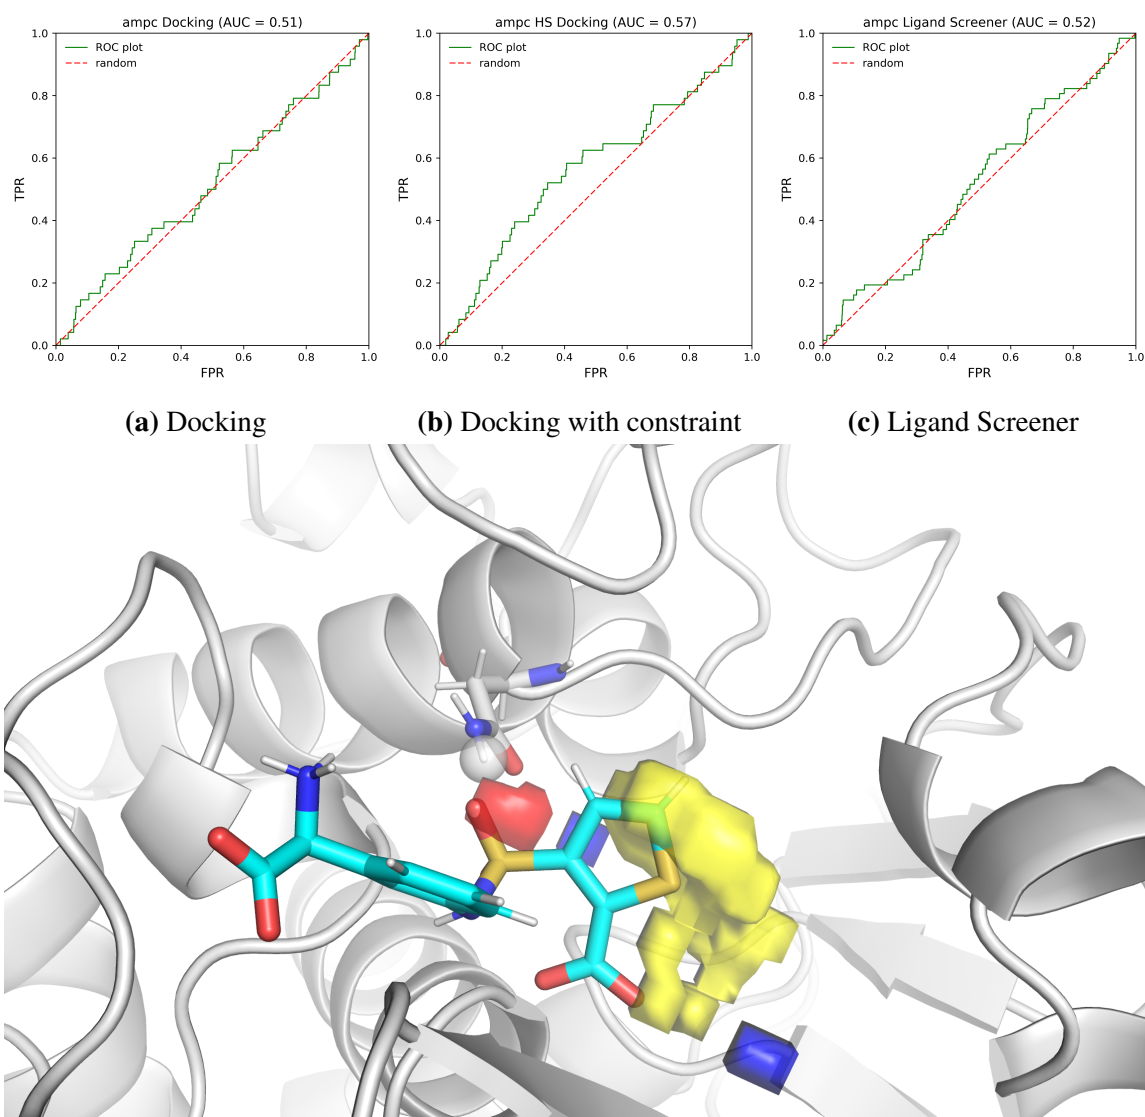 ampc Docking (AUC = 0.51)
1.0
0.8
0.6
0.4
0.2
0.0
0.0 0.2 0.4 0.6 0.8 1.0
TPR
FPR
ROC plot
random
ampc HS Docking (AUC = 0.57)
1.0
0.8
0.6
0.4
0.2
0.0
0.0 0.2 0.4 0.6 0.8 1.0
TPR
FPR
ROC plot
random
ampc Ligand Screener (AUC = 0.52)
1.0
0.8
0.6
0.4
0.2
0.0
0.0 0.2 0.4 0.6 0.8 1.0
TPR
FPR
ROC plot
random
(a) Docking
(b) Docking with constraint
(c) Ligand Screener